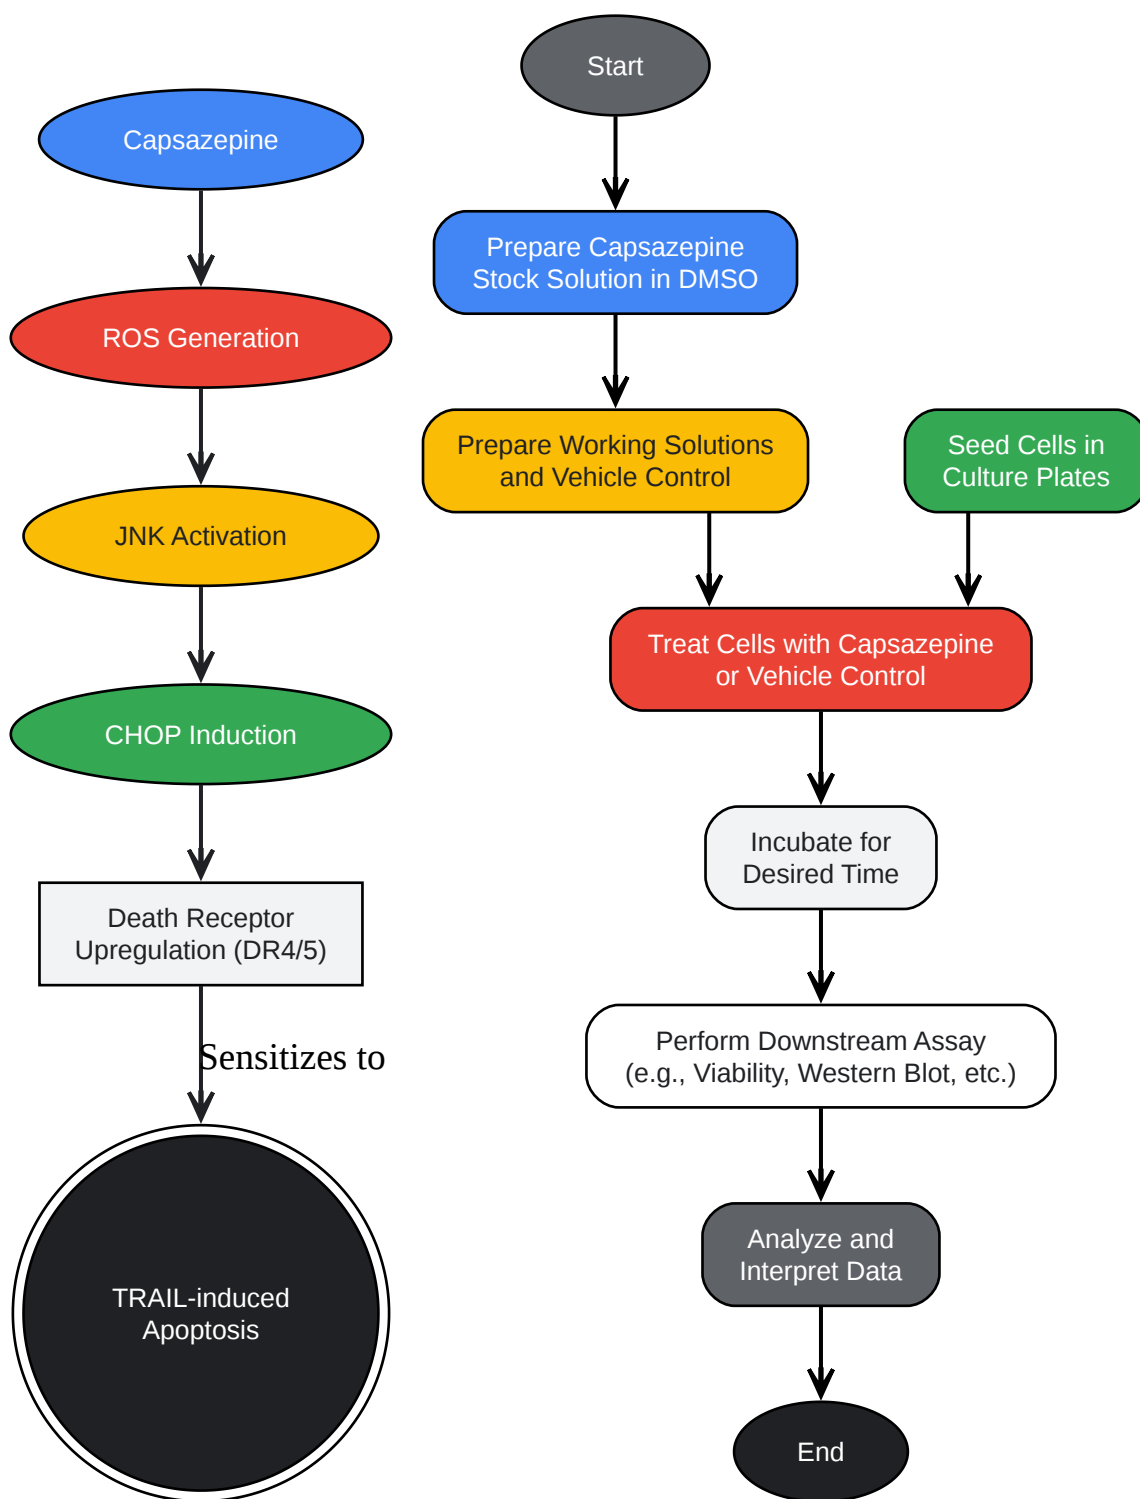 Capsazepine
ROS Generation
JNK Activation
CHOP Induction
Death Receptor
Upregulation (DR4/5)
Sensitizes to
TRAIL-induced
Apoptosis
Start
Prepare Capsazepine
Stock Solution in DMSO
Prepare Working Solutions
and Vehicle Control
Seed Cells in
Culture Plates
Treat Cells with Capsazepine
or Vehicle Control
Incubate for
Desired Time
Perform Downstream Assay
(e.g., Viability, Western Blot, etc.)
Analyze and
Interpret Data
End